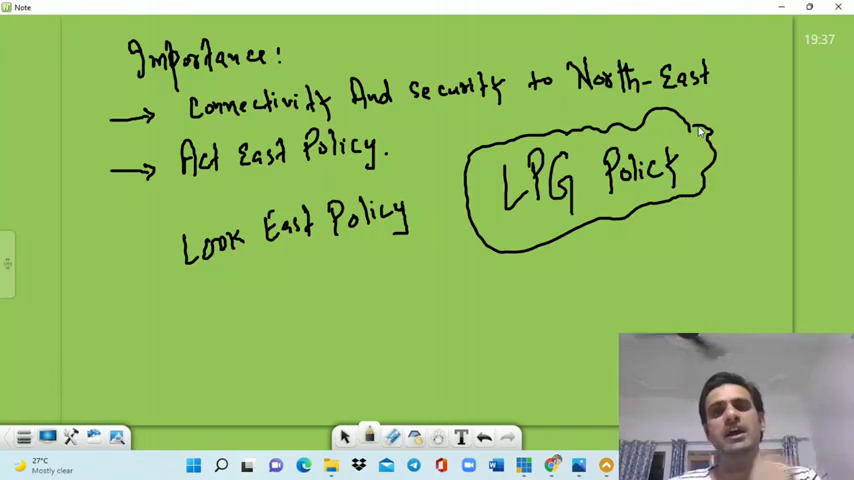 Note
19:37
Importance:
→ Connectivity And Security to North-East
→ Act East Policy.
LPG Policy
Look East Policy
27°C
Mostly clear